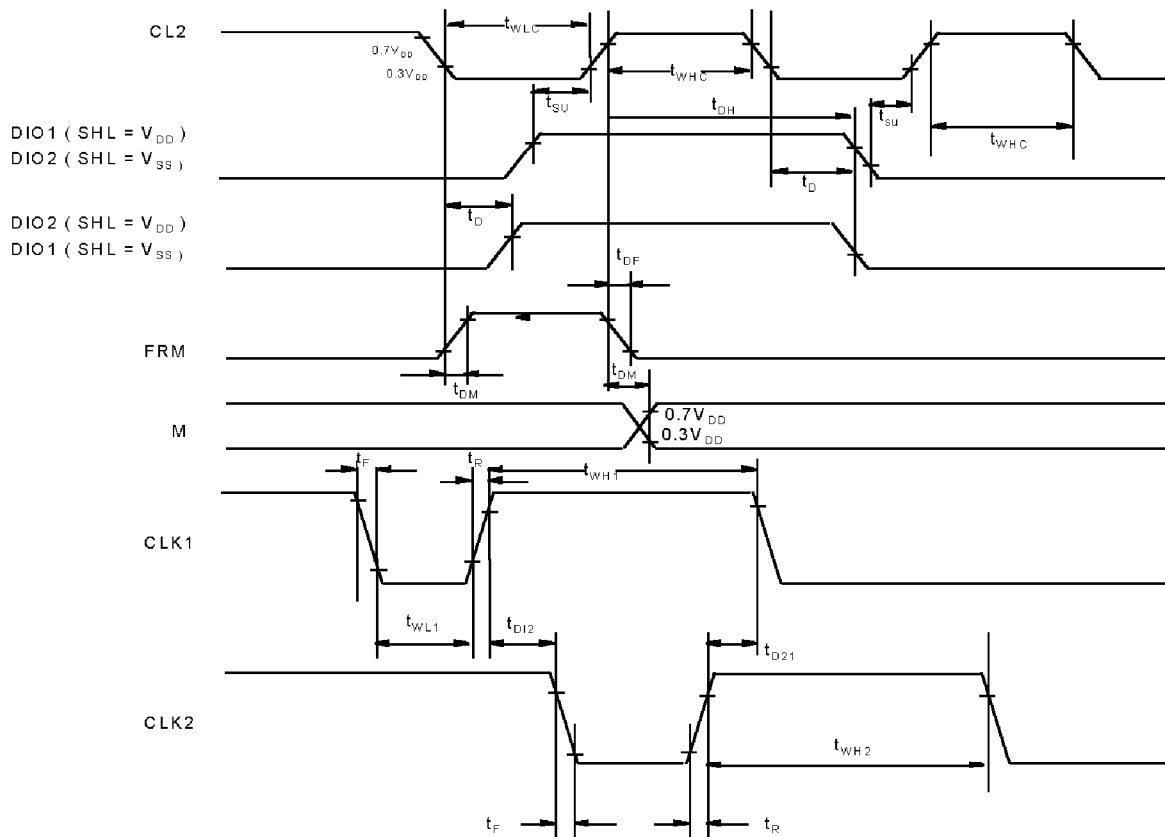 CL2
0.7VDD
0.3VDD
tWLC
tWHC
tSU
tDH
tSU
tWHC
DIO1 ( SHL = VDD )
DIO2 ( SHL = VSS )
tD
tD
DIO2 ( SHL = VDD )
DIO1 ( SHL = VSS )
tDF
FRM
tDM
tDM
M
0.7VDD
0.3VDD
tF
tR
tWH1
CLK1
tWL1
tDI2
tD21
CLK2
tWH2
tF
tR